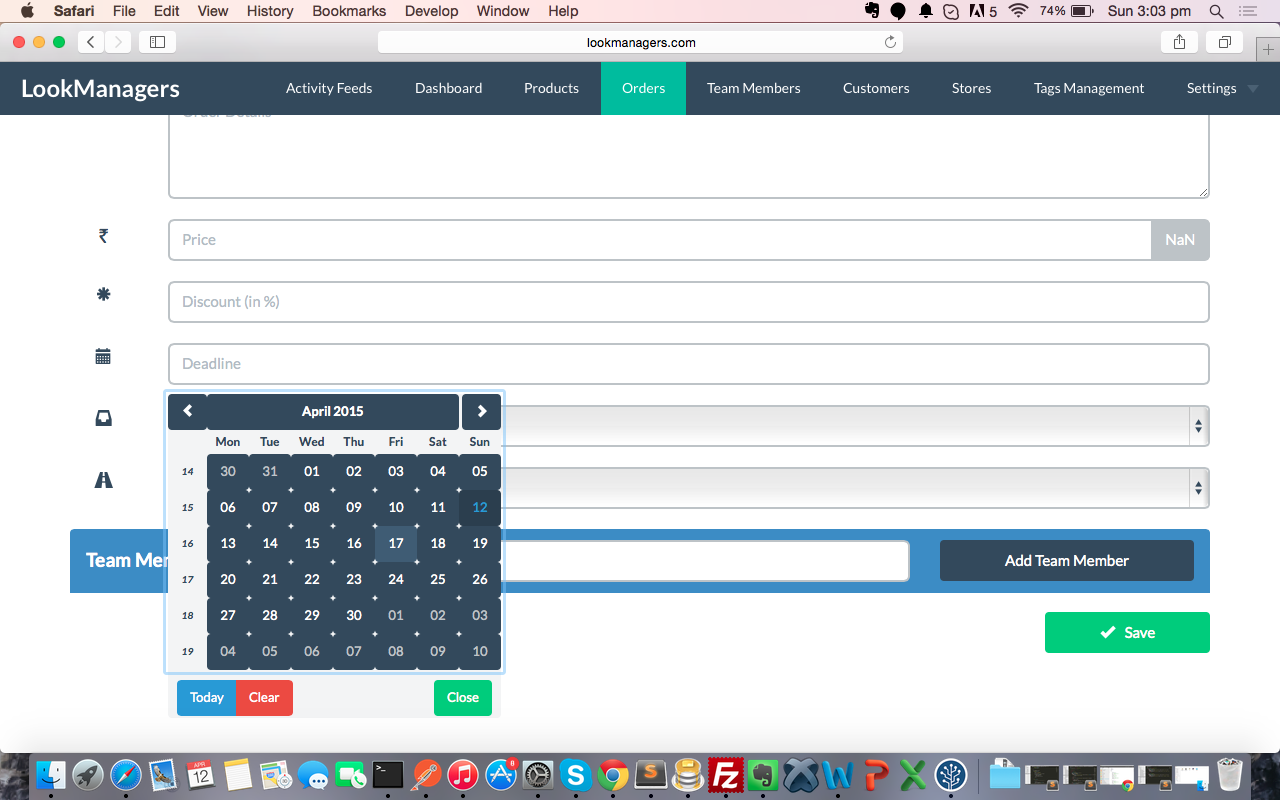 Safari File Edit View History Bookmarks Develop Window Help 5 74% Sun 3:03 pm
lookmanagers.com
LookManagers Activity Feeds Dashboard Products Orders Team Members Customers Stores Tags Management Settings
Order Details
₹ Price NaN
Discount (in %)
Deadline
April 2015
Mon Tue Wed Thu Fri Sat Sun
14 30 31 01 02 03 04 05
15 06 07 08 09 10 11 12
16 13 14 15 16 17 18 19
17 20 21 22 23 24 25 26
18 27 28 29 30 01 02 03
19 04 05 06 07 08 09 10
Team Mem Add Team Member
Save
Today Clear Close
APR
12
8